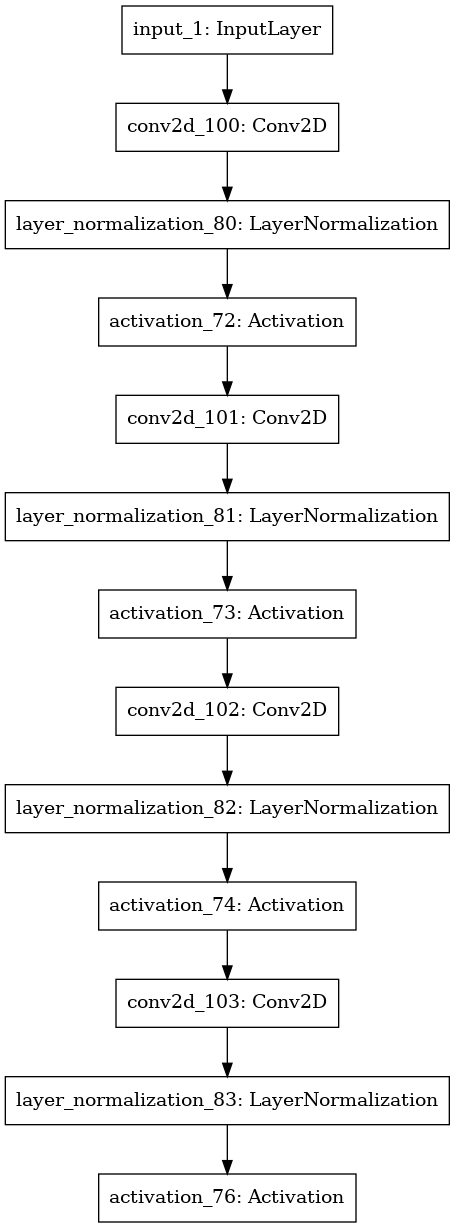 input_1: InputLayer
conv2d_100: Conv2D
layer_normalization_80: LayerNormalization
activation_72: Activation
conv2d_101: Conv2D
layer_normalization_81: LayerNormalization
activation_73: Activation
conv2d_102: Conv2D
layer_normalization_82: LayerNormalization
activation_74: Activation
conv2d_103: Conv2D
layer_normalization_83: LayerNormalization
activation_76: Activation